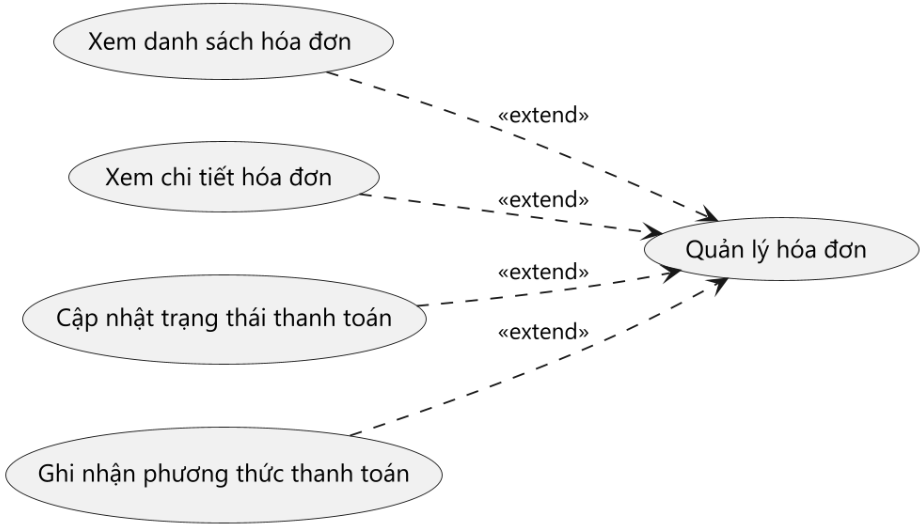 Xem danh sách hóa đơn
«extend»
Xem chi tiết hóa đơn
«extend»
Quản lý hóa đơn
«extend»
Cập nhật trạng thái thanh toán
«extend»
Ghi nhận phương thức thanh toán